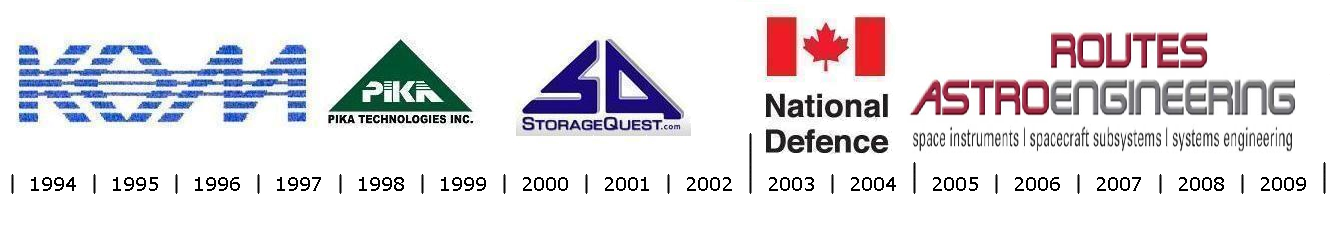 KOM
PIKA
PIKA TECHNOLOGIES INC.
SQ
STORAGEQUEST.com
National
Defence
ROUTES
ASTROENGINEERING
space instruments | spacecraft subsystems | systems engineering
| 1994 | 1995 | 1996 | 1997 | 1998 | 1999 | 2000 | 2001 | 2002 | 2003 | 2004 | 2005 | 2006 | 2007 | 2008 | 2009 |